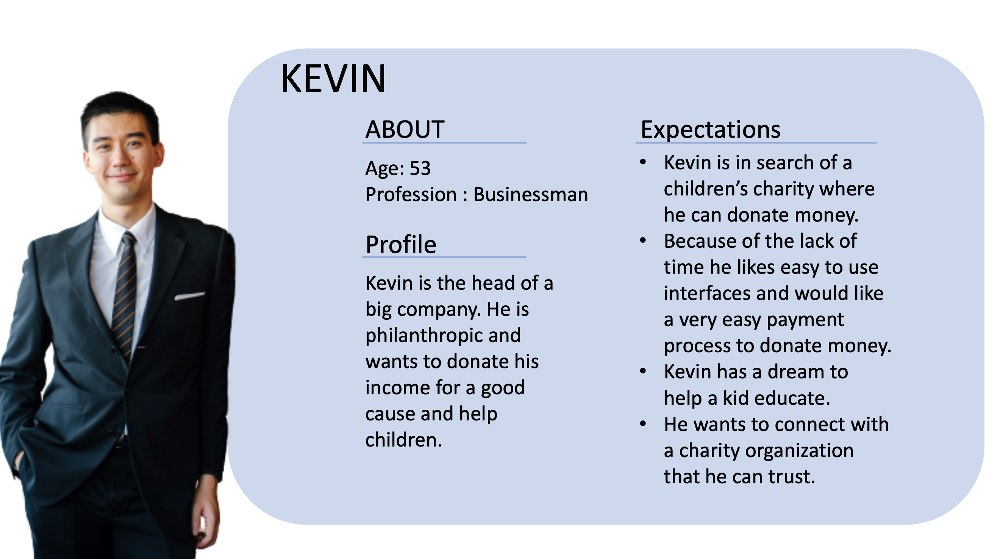 KEVIN
ABOUT
Age: 53
Profession : Businessman
Profile
Kevin is the head of a
big company. He is
philanthropic and
wants to donate his
income for a good
cause and help
children.
Expectations
• Kevin is in search of a
children’s charity where
he can donate money.
• Because of the lack of
time he likes easy to use
interfaces and would like
a very easy payment
process to donate money.
• Kevin has a dream to
help a kid educate.
• He wants to connect with
a charity organization
that he can trust.